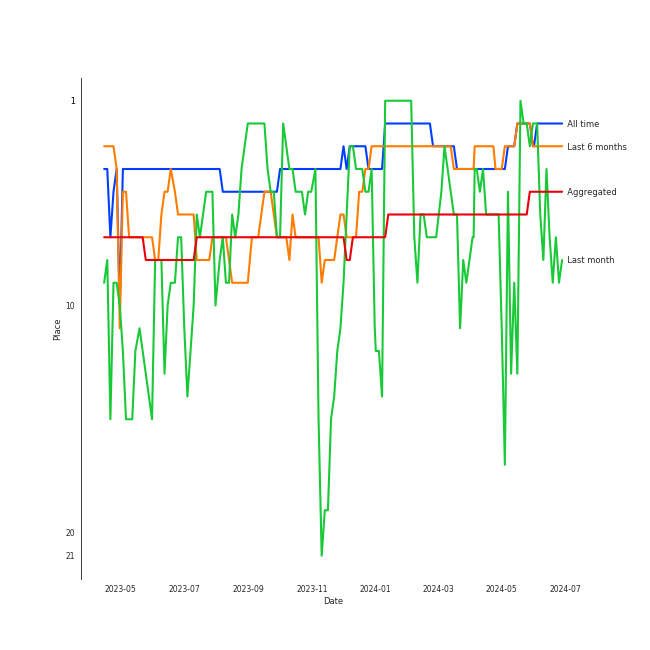 1
All time
Last 6 months
Aggregated
Last month
10
Place
20
21
2023-05 2023-07 2023-09 2023-11 2024-01 2024-03 2024-05 2024-07
Date